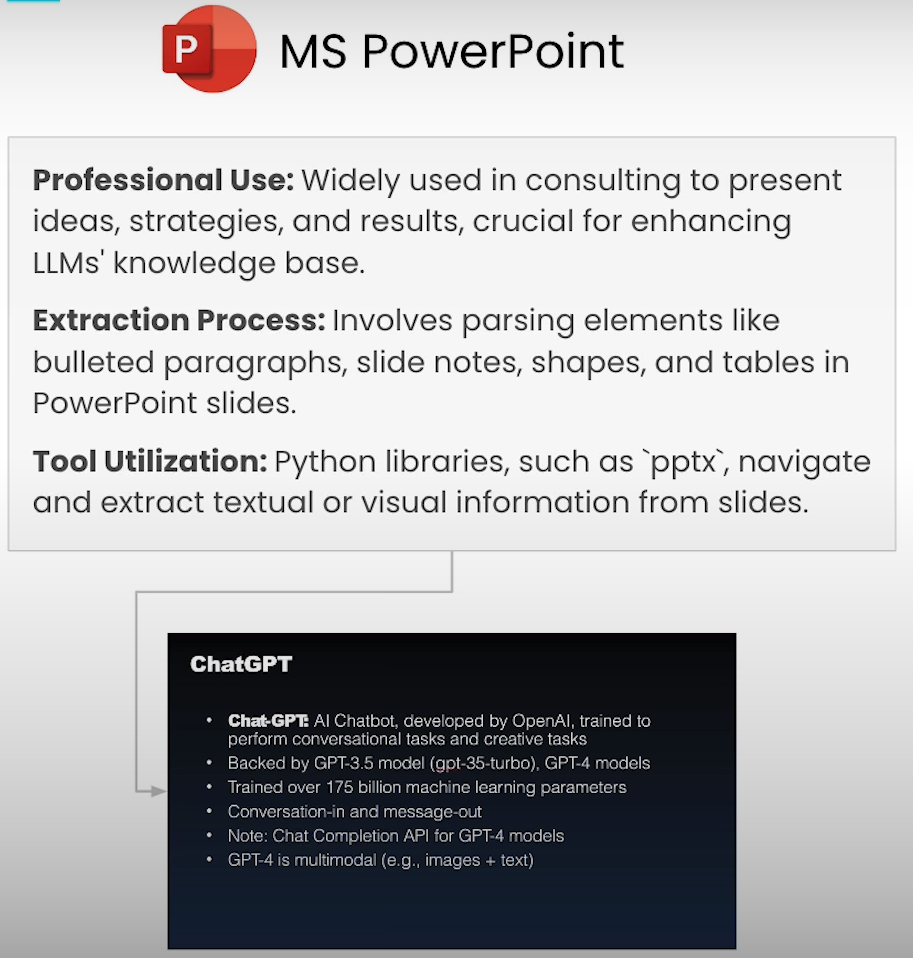 P
MS PowerPoint
Professional Use: Widely used in consulting to present
ideas, strategies, and results, crucial for enhancing
LLMs' knowledge base.
Extraction Process: Involves parsing elements like
bulleted paragraphs, slide notes, shapes, and tables in
PowerPoint slides.
Tool Utilization: Python libraries, such as `pptx`, navigate
and extract textual or visual information from slides.
ChatGPT
• Chat-GPT: AI Chatbot, developed by OpenAI, trained to
perform conversational tasks and creative tasks
• Backed by GPT-3.5 model (gpt-35-turbo), GPT-4 models
• Trained over 175 billion machine learning parameters
• Conversation-in and message-out
• Note: Chat Completion API for GPT-4 models
• GPT-4 is multimodal (e.g., images + text)